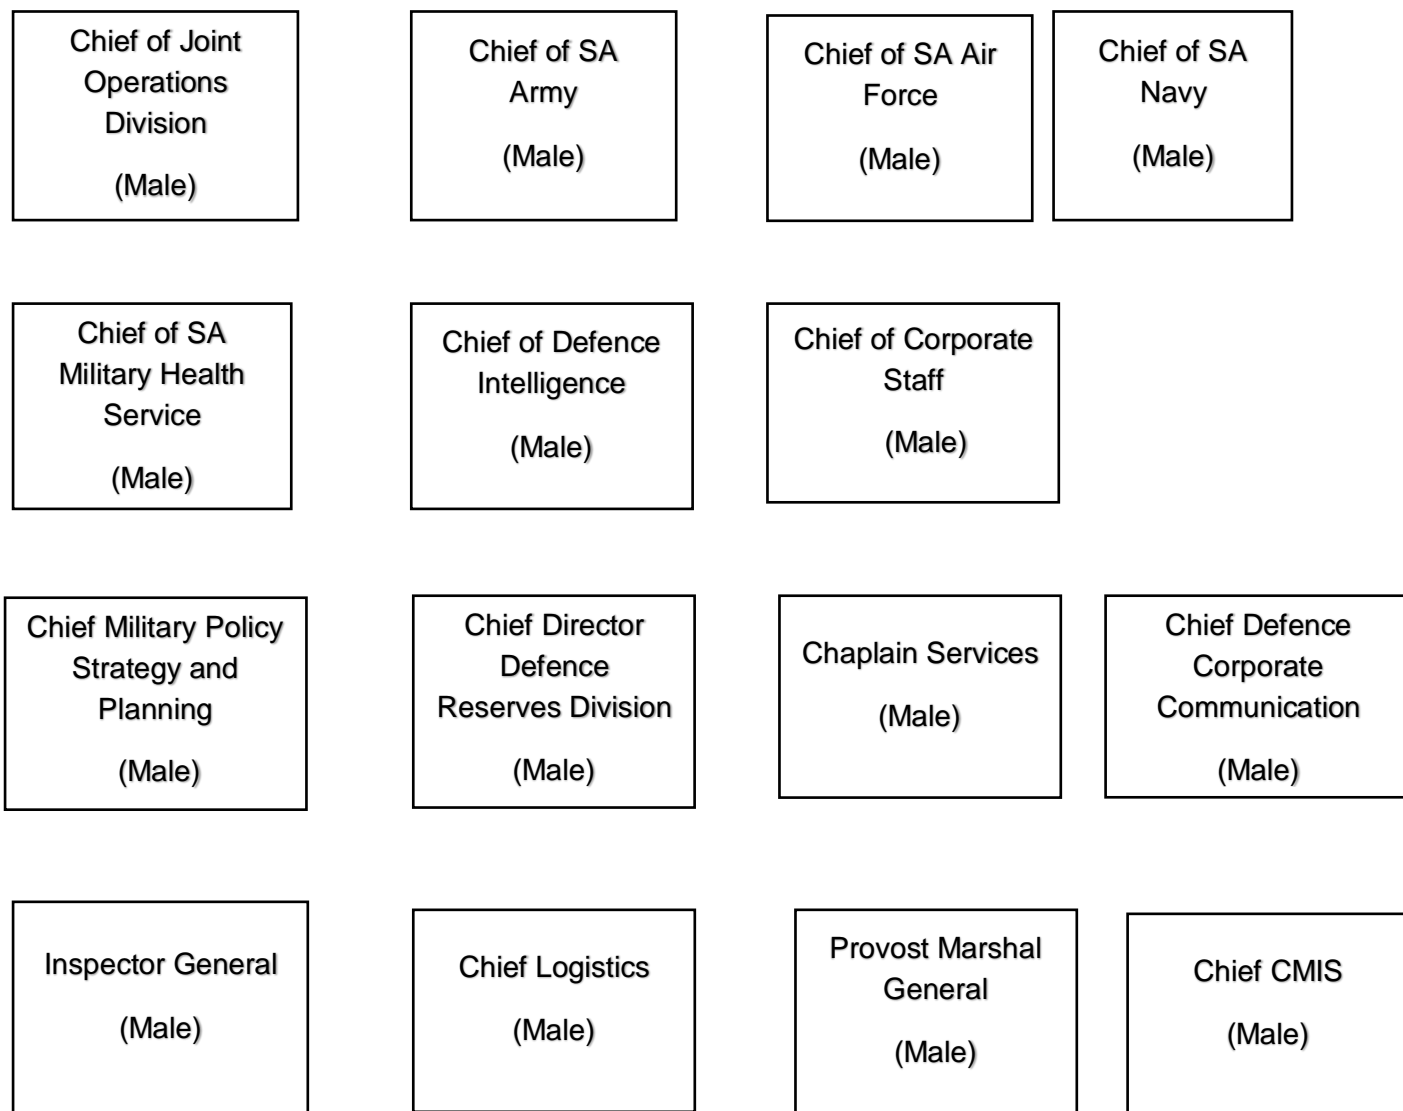 Chief of Joint
Operations
Division
(Male)
Chief of SA
Army
(Male)
Chief of SA Air
Force
(Male)
Chief of SA
Navy
(Male)
Chief of SA
Military Health
Service
(Male)
Chief of Defence
Intelligence
(Male)
Chief of Corporate
Staff
(Male)
Chief Military Policy
Strategy and
Planning
(Male)
Chief Director
Defence
Reserves Division
(Male)
Chaplain Services
(Male)
Chief Defence
Corporate
Communication
(Male)
Inspector General
(Male)
Chief Logistics
(Male)
Provost Marshal
General
(Male)
Chief CMIS
(Male)